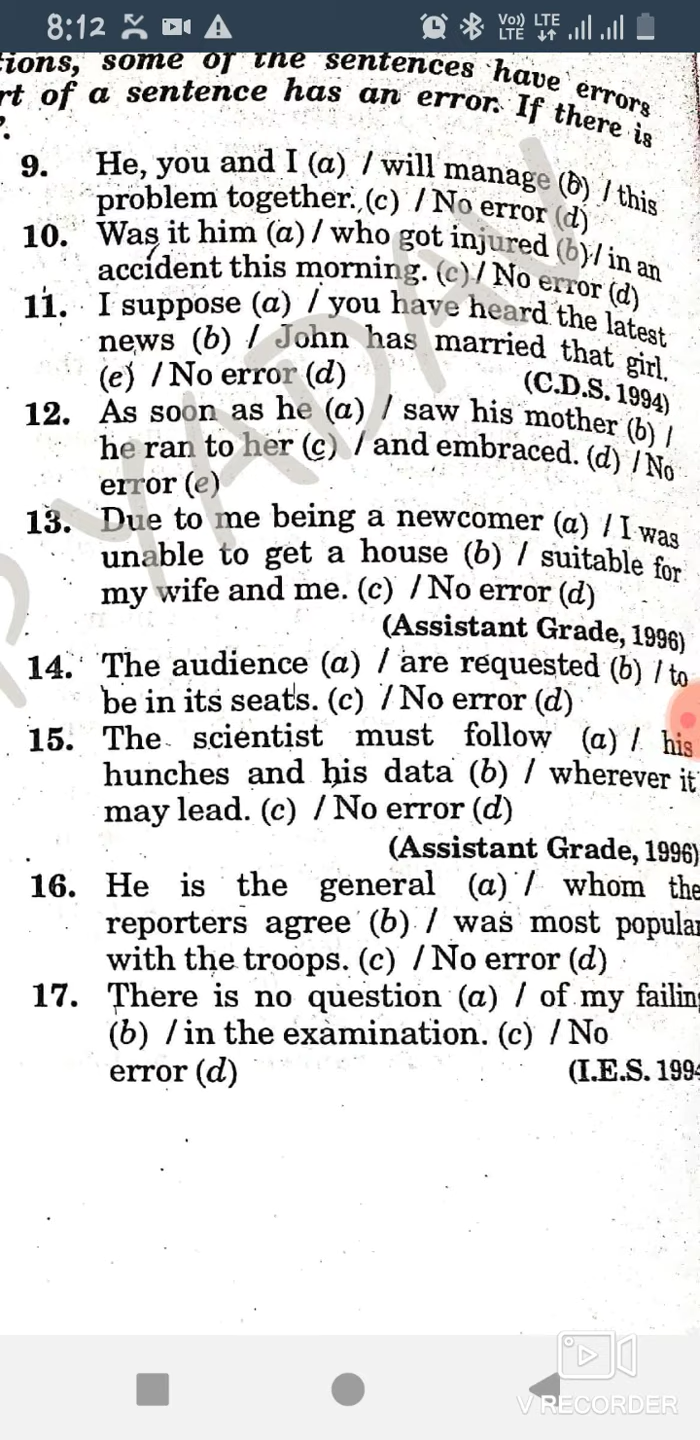 8:12
Vo)) LTE
LTE
tions, some of the sentences have errors
rt of a sentence has an error. If there is
9. He, you and I (a) / will manage (b) / this
problem together. (c) / No error (d)
10. Was it him (a) / who got injured (b) / in an
accident this morning. (c) / No error (d)
11. I suppose (a) / you have heard the latest
news (b) / John has married that girl.
(e) / No error (d)
(C.D.S. 1994)
12. As soon as he (a) / saw his mother (b) /
he ran to her (c) / and embraced. (d) / No
error (e)
13. Due to me being a newcomer (a) / I was
unable to get a house (b) / suitable for
my wife and me. (c) / No error (d)
(Assistant Grade, 1996)
14. The audience (a) / are requested (b) / to
be in its seats. (c) / No error (d)
15. The scientist must follow (a) / his
hunches and his data (b) / wherever it
may lead. (c) / No error (d)
(Assistant Grade, 1996)
16. He is the general (a) / whom the
reporters agree (b) / was most popular
with the troops. (c) / No error (d)
17. There is no question (a) / of my failin
(b) / in the examination. (c) / No
error (d)
(I.E.S. 199
P YADAV
V RECORDER